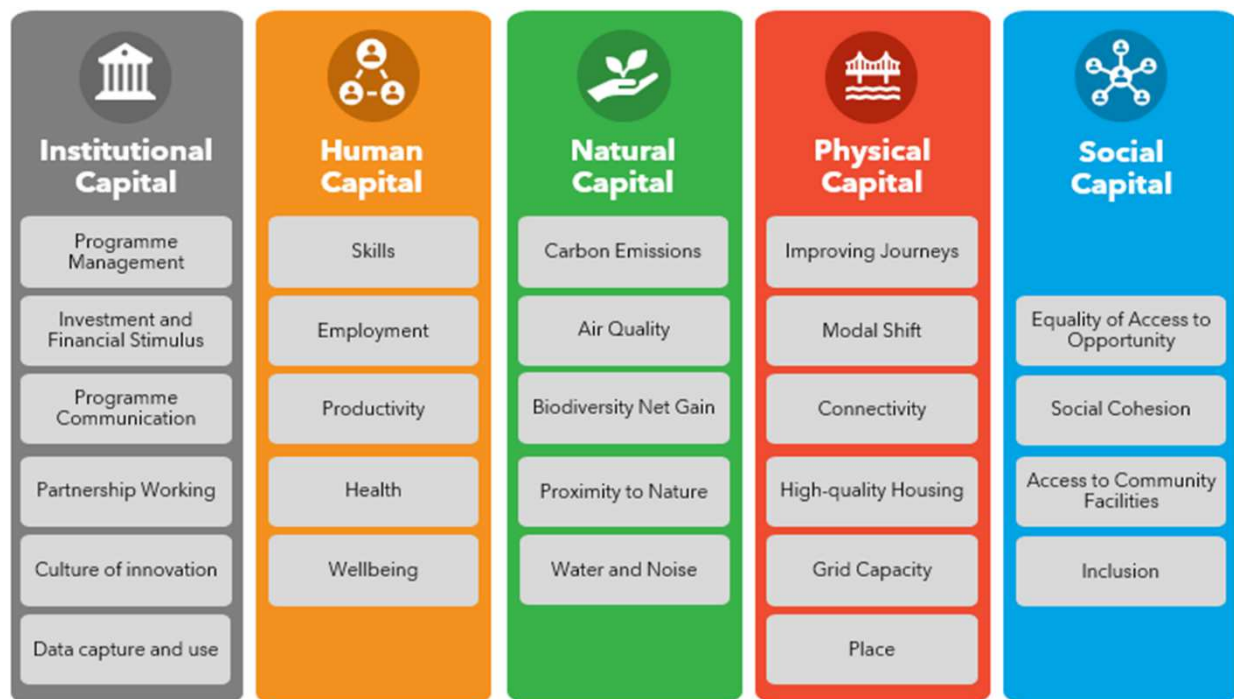 Institutional
Capital
Programme
Management
Investment and
Financial Stimulus
Programme
Communication
Partnership Working
Culture of innovation
Data capture and use
Human
Capital
Skills
Employment
Productivity
Health
Wellbeing
Natural
Capital
Carbon Emissions
Air Quality
Biodiversity Net Gain
Proximity to Nature
Water and Noise
Physical
Capital
Improving Journeys
Modal Shift
Connectivity
High-quality Housing
Grid Capacity
Place
Social
Capital
Equality of Access to
Opportunity
Social Cohesion
Access to Community
Facilities
Inclusion